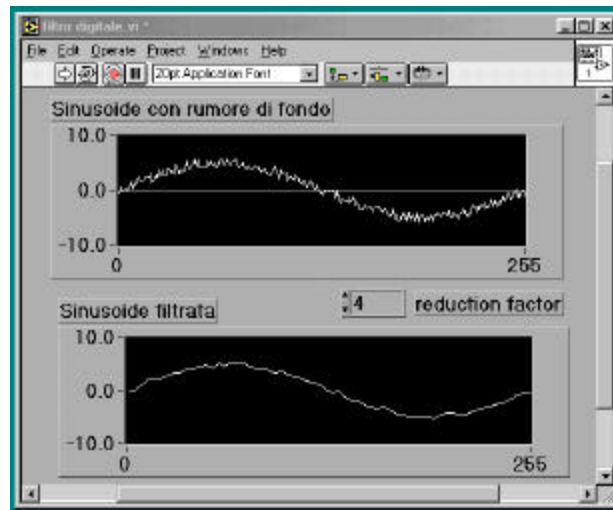 filtro digitale.vi *
File Edit Operate Project Windows Help
20pt Application Font
1
Sinusoide con rumore di fondo
10.0
0.0
-10.0
0
255
Sinusoide filtrata
4
reduction factor
10.0
0.0
-10.0
0
255